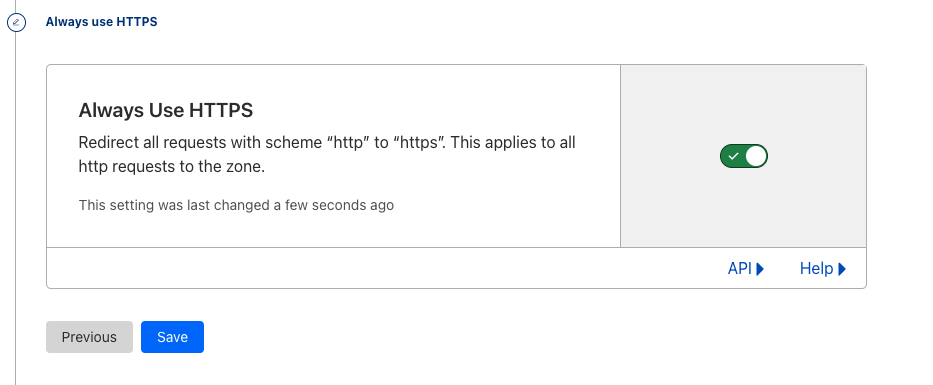 Always use HTTPS
Always Use HTTPS
Redirect all requests with scheme “http” to “https”. This applies to all
http requests to the zone.
This setting was last changed a few seconds ago
API
Help
Previous
Save